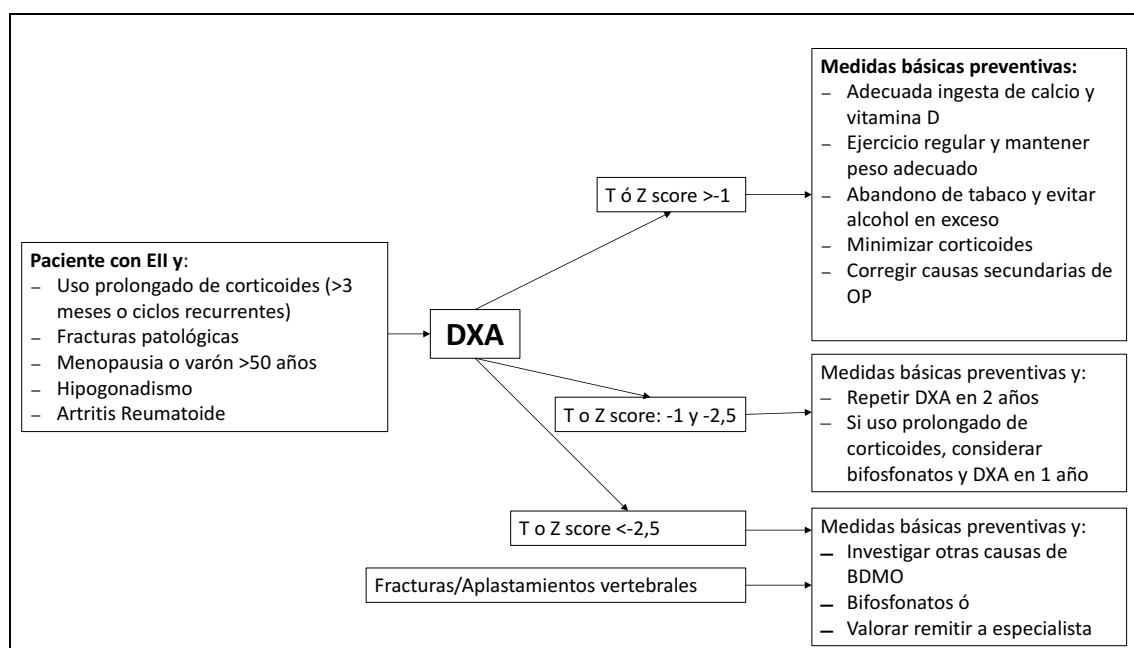 Paciente con EII y:
– Uso prolongado de corticoides (>3
meses o ciclos recurrentes)
– Fracturas patológicas
– Menopausia o varón >50 años
– Hipogonadismo
– Artritis Reumatoide
DXA
T ó Z score >-1
Medidas básicas preventivas:
– Adecuada ingesta de calcio y
vitamina D
– Ejercicio regular y mantener
peso adecuado
– Abandono de tabaco y evitar
alcohol en exceso
– Minimizar corticoides
– Corregir causas secundarias de
OP
T o Z score: -1 y -2,5
Medidas básicas preventivas y:
– Repetir DXA en 2 años
– Si uso prolongado de
corticoides, considerar
bifosfonatos y DXA en 1 año
T o Z score <-2,5
Fracturas/Aplastamientos vertebrales
Medidas básicas preventivas y:
– Investigar otras causas de
BDMO
– Bifosfonatos ó
– Valorar remitir a especialista